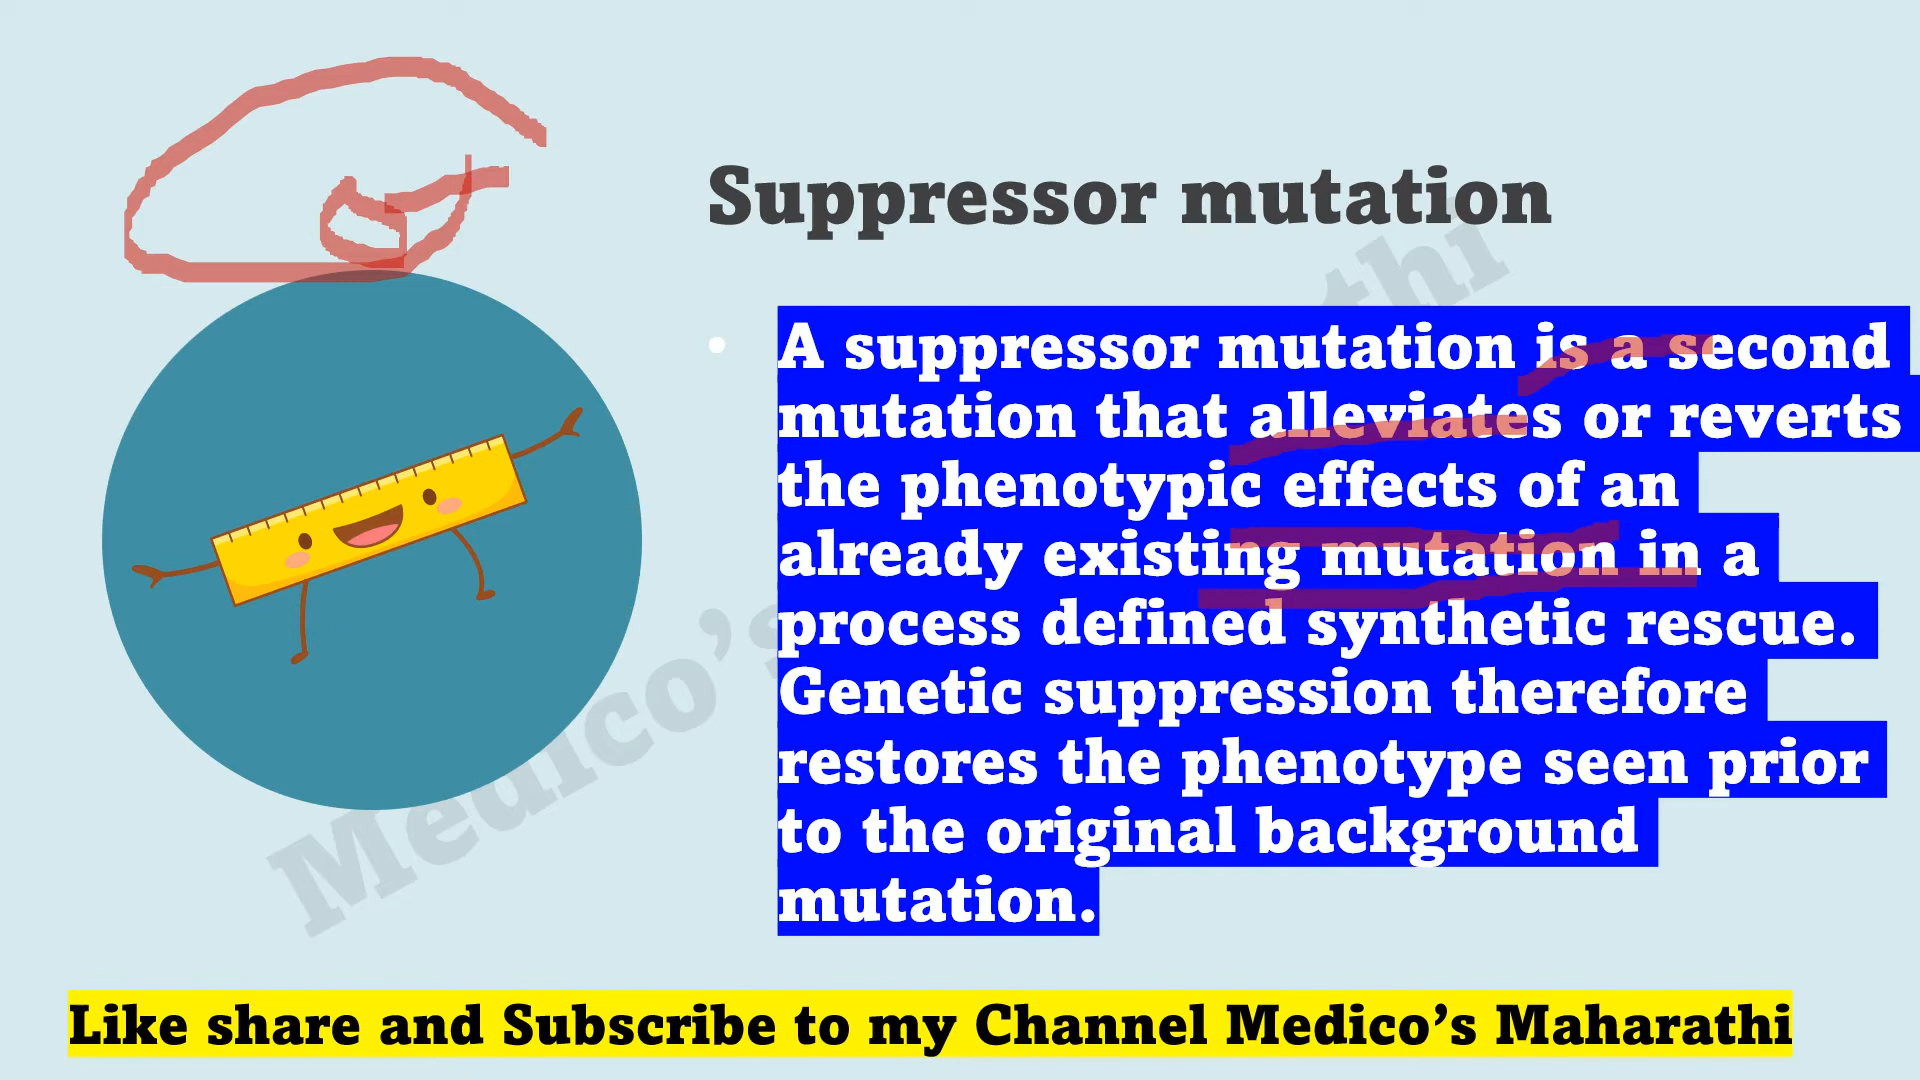 Suppressor mutation
• A suppressor mutation is a second
mutation that alleviates or reverts
the phenotypic effects of an
already existing mutation in a
process defined synthetic rescue.
Genetic suppression therefore
restores the phenotype seen prior
to the original background
mutation.
Medico's
thi
Like share and Subscribe to my Channel Medico's Maharathi